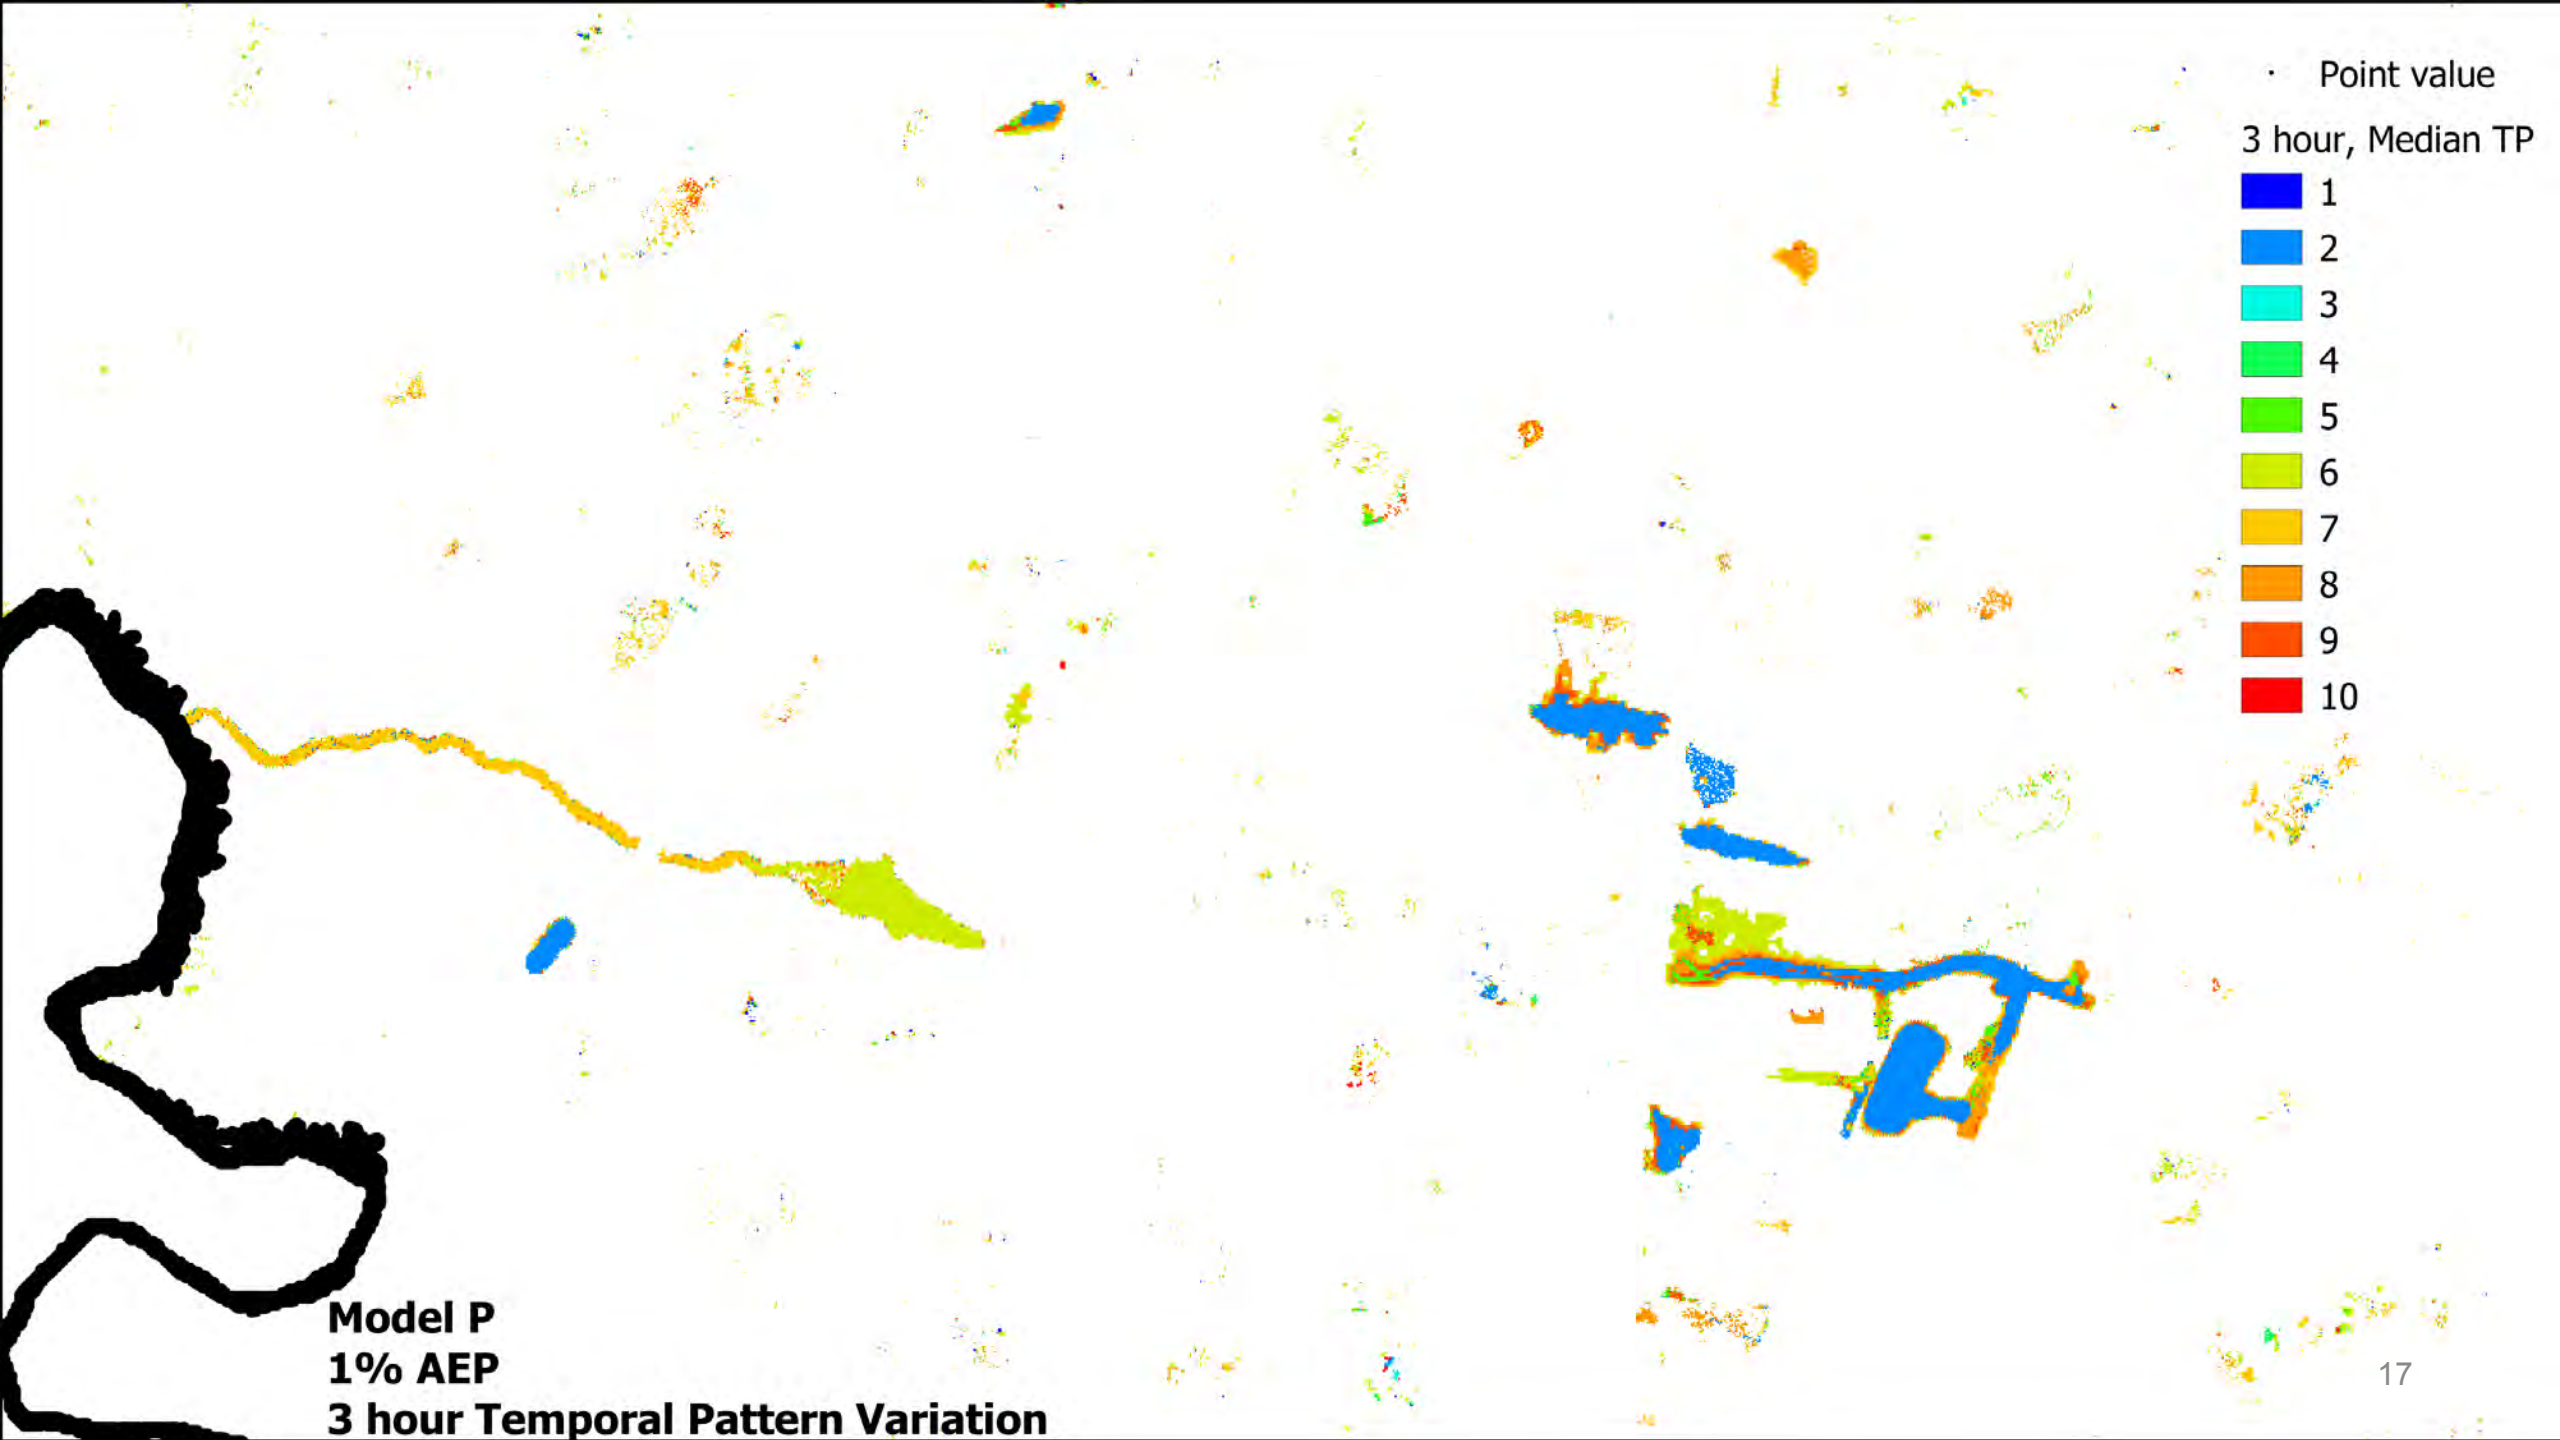 Point value
3 hour, Median TP
1
2
3
4
5
6
7
8
9
10
Model P
1% AEP
3 hour Temporal Pattern Variation
17